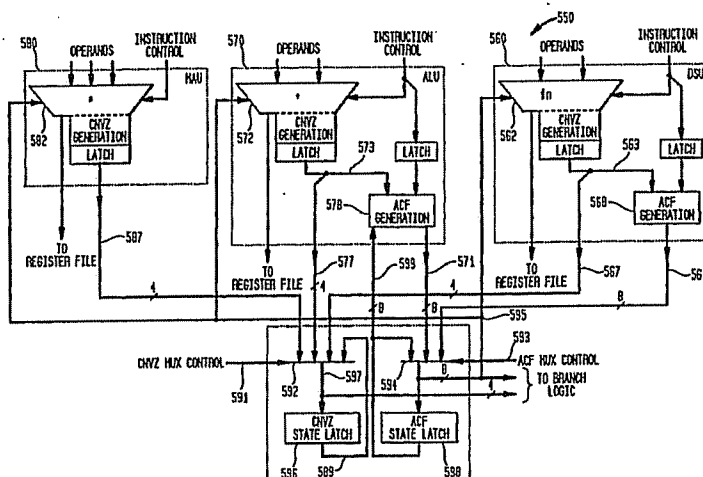 550
580
570
560
OPERANDS
INSTRUCTION
CONTROL
OPERANDS
INSTRUCTION
CONTROL
OPERANDS
INSTRUCTION
CONTROL
MAU
ALU
DSU
fn
582
572
562
CNVZ
GENERATION
LATCH
CNVZ
GENERATION
LATCH
CNVZ
GENERATION
LATCH
573
563
LATCH
LATCH
578
ACF
GENERATION
568
ACF
GENERATION
TO
REGISTER FILE
587
TO
REGISTER FILE
577
599
571
TO
REGISTER FILE
567
4
4
8
8
4
8
595
593
CNVZ MUX CONTROL
591
592
597
594
8
4
ACF MUX CONTROL
TO BRANCH
LOGIC
CNVZ
STATE LATCH
ACF
STATE LATCH
596
589
598